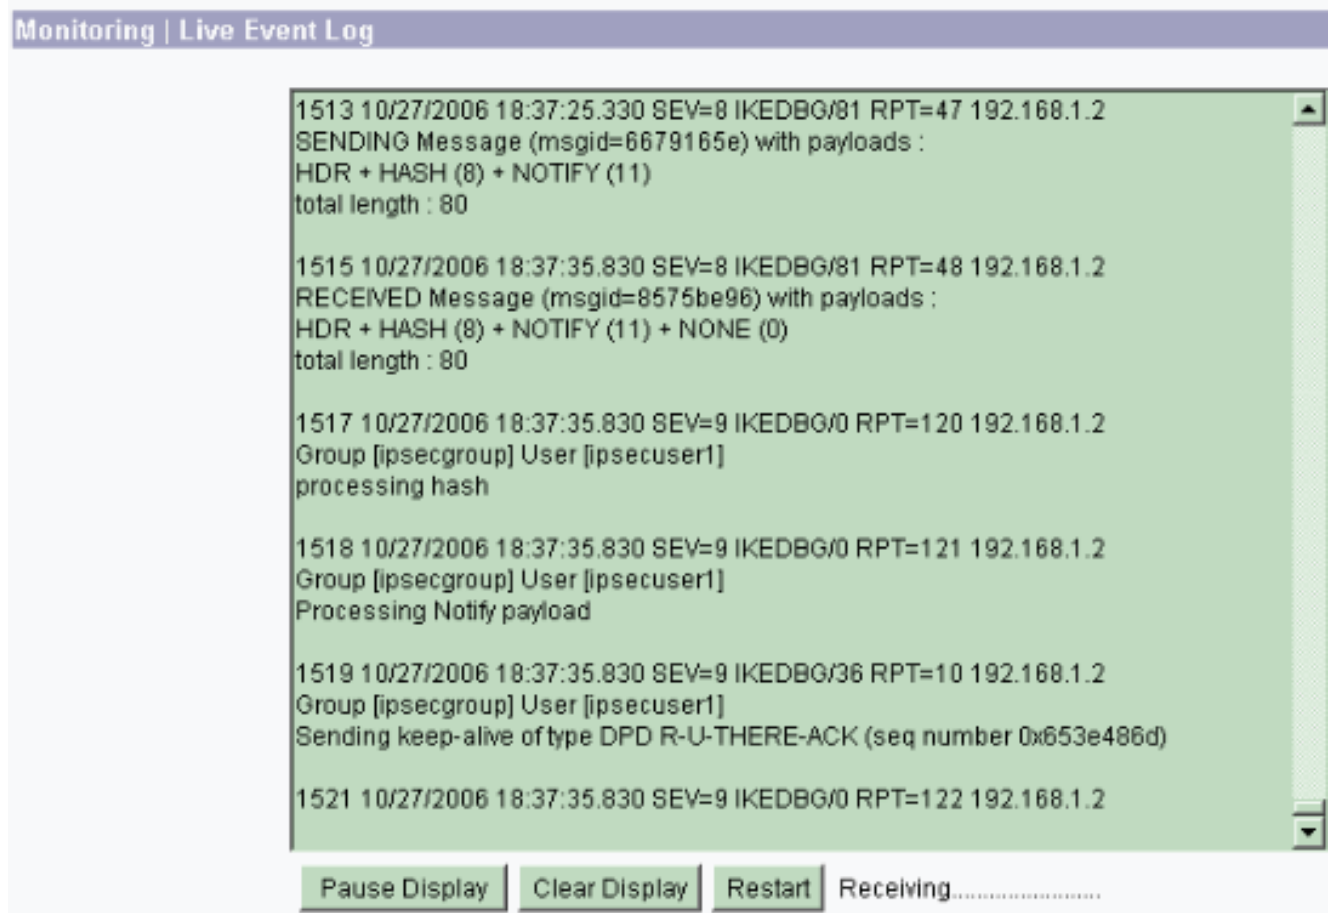 Monitoring | Live Event Log
1513 10/27/2006 18:37:25.330 SEV=8 IKEDBG/81 RPT=47 192.168.1.2
SENDING Message (msgid=6679165e) with payloads :
HDR + HASH (8) + NOTIFY (11)
total length : 80
1515 10/27/2006 18:37:35.830 SEV=8 IKEDBG/81 RPT=48 192.168.1.2
RECEIVED Message (msgid=8575be96) with payloads :
HDR + HASH (8) + NOTIFY (11) + NONE (0)
total length : 80
1517 10/27/2006 18:37:35.830 SEV=9 IKEDBG/0 RPT=120 192.168.1.2
Group [ipsecgroup] User [ipsecuser1]
processing hash
1518 10/27/2006 18:37:35.830 SEV=9 IKEDBG/0 RPT=121 192.168.1.2
Group [ipsecgroup] User [ipsecuser1]
Processing Notify payload
1519 10/27/2006 18:37:35.830 SEV=9 IKEDBG/36 RPT=10 192.168.1.2
Group [ipsecgroup] User [ipsecuser1]
Sending keep-alive of type DPD R-U-THERE-ACK (seq number 0x653e486d)
1521 10/27/2006 18:37:35.830 SEV=9 IKEDBG/0 RPT=122 192.168.1.2
Pause Display Clear Display Restart Receiving.........................